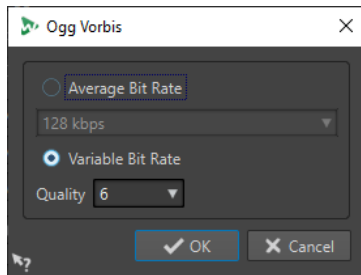 Ogg Vorbis
Average Bit Rate
128 kbps
Variable Bit Rate
Quality 6
OK Cancel
?